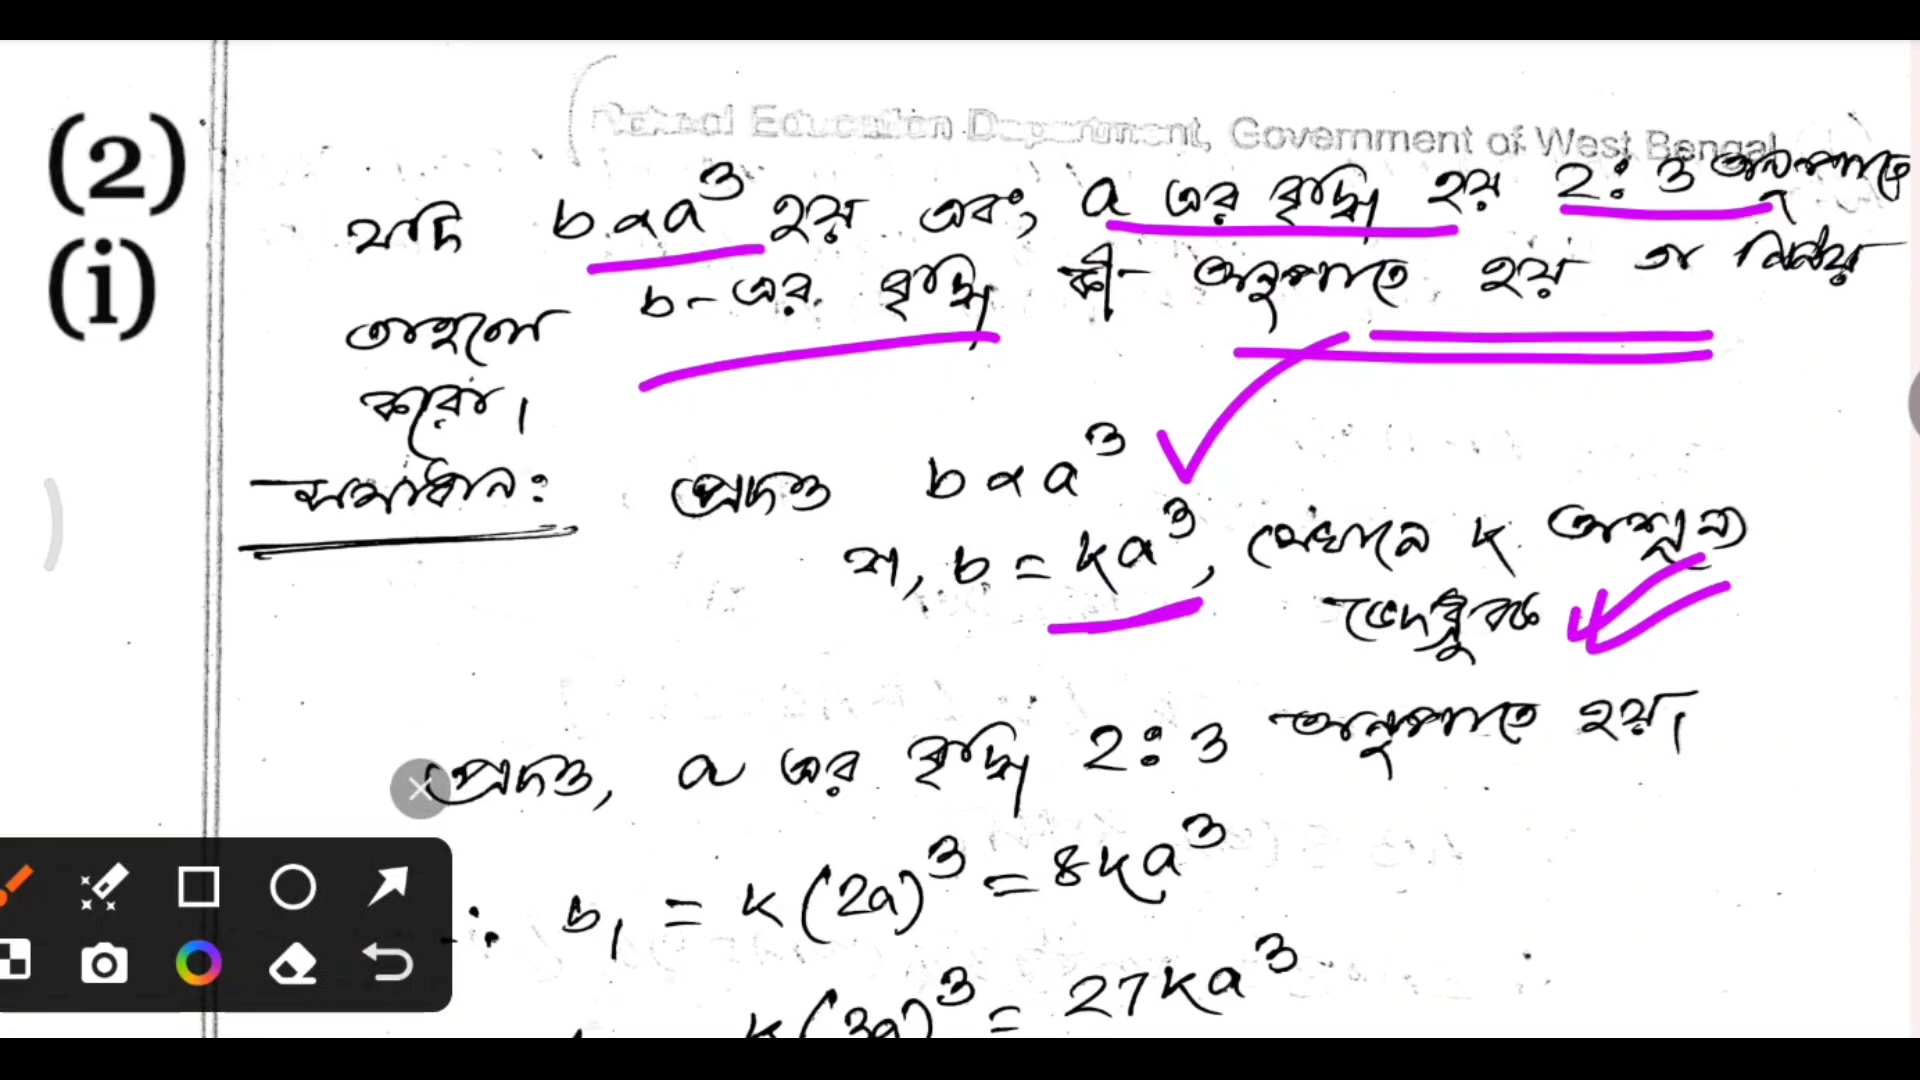 (2)
(i)
School Education Department, Government of West Bengal
যদি b∝a³ হয় এবং, a এর বৃদ্ধি হয় 2:3 অনুপাতে
তাহলে b-এর বৃদ্ধি কী অনুপাতে হয় তা নির্ণয়
করো।
সমাধান: প্রদত্ত b∝a³
বা, b = ka³, যেখানে k অশূন্য
ভেদধ্রুবক
প্রদত্ত, a এর বৃদ্ধি 2:3 অনুপাতে হয়।
∴ b₁ = k(2a)³ = 8ka³
k(3a)³ = 27ka³